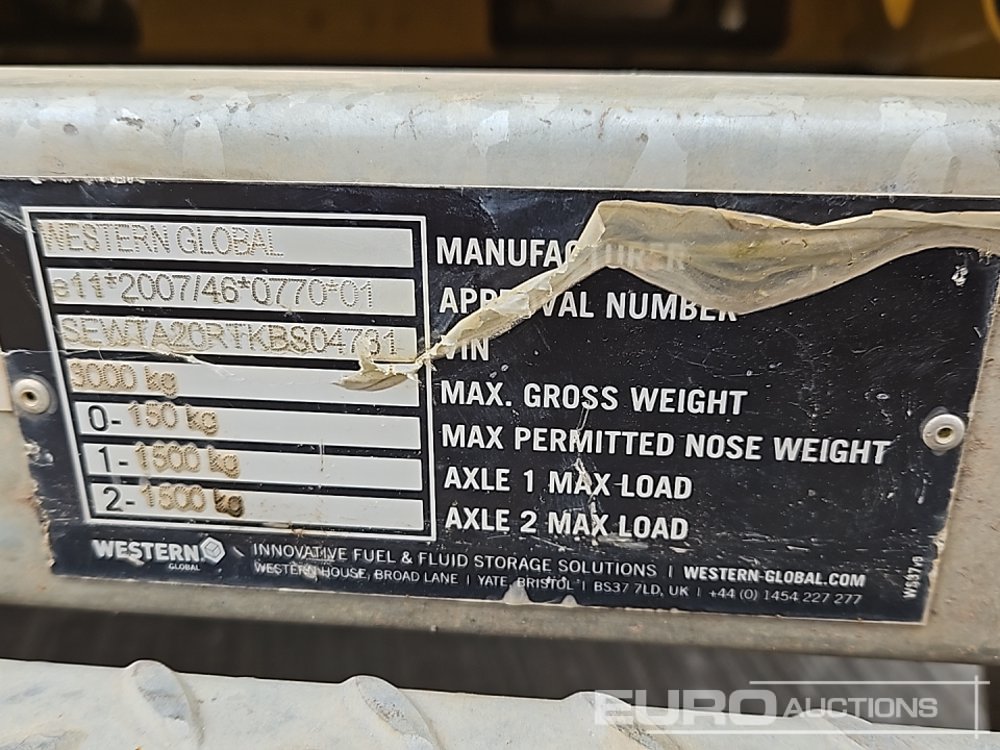 WESTERN GLOBAL MANUFACTURER
e11*2007/46*0770*01 APPROVAL NUMBER
SEWTA20RTKBS04731 VIN
3000 kg MAX. GROSS WEIGHT
0- 150 kg MAX PERMITTED NOSE WEIGHT
1- 1500 kg AXLE 1 MAX LOAD
2- 1500 kg AXLE 2 MAX LOAD
WESTERN GLOBAL INNOVATIVE FUEL & FLUID STORAGE SOLUTIONS | WESTERN-GLOBAL.COM
WESTERN HOUSE, BROAD LANE | YATE, BRISTOL | BS37 7LD, UK | +44 (0) 1454 227 277
EURO AUCTIONS